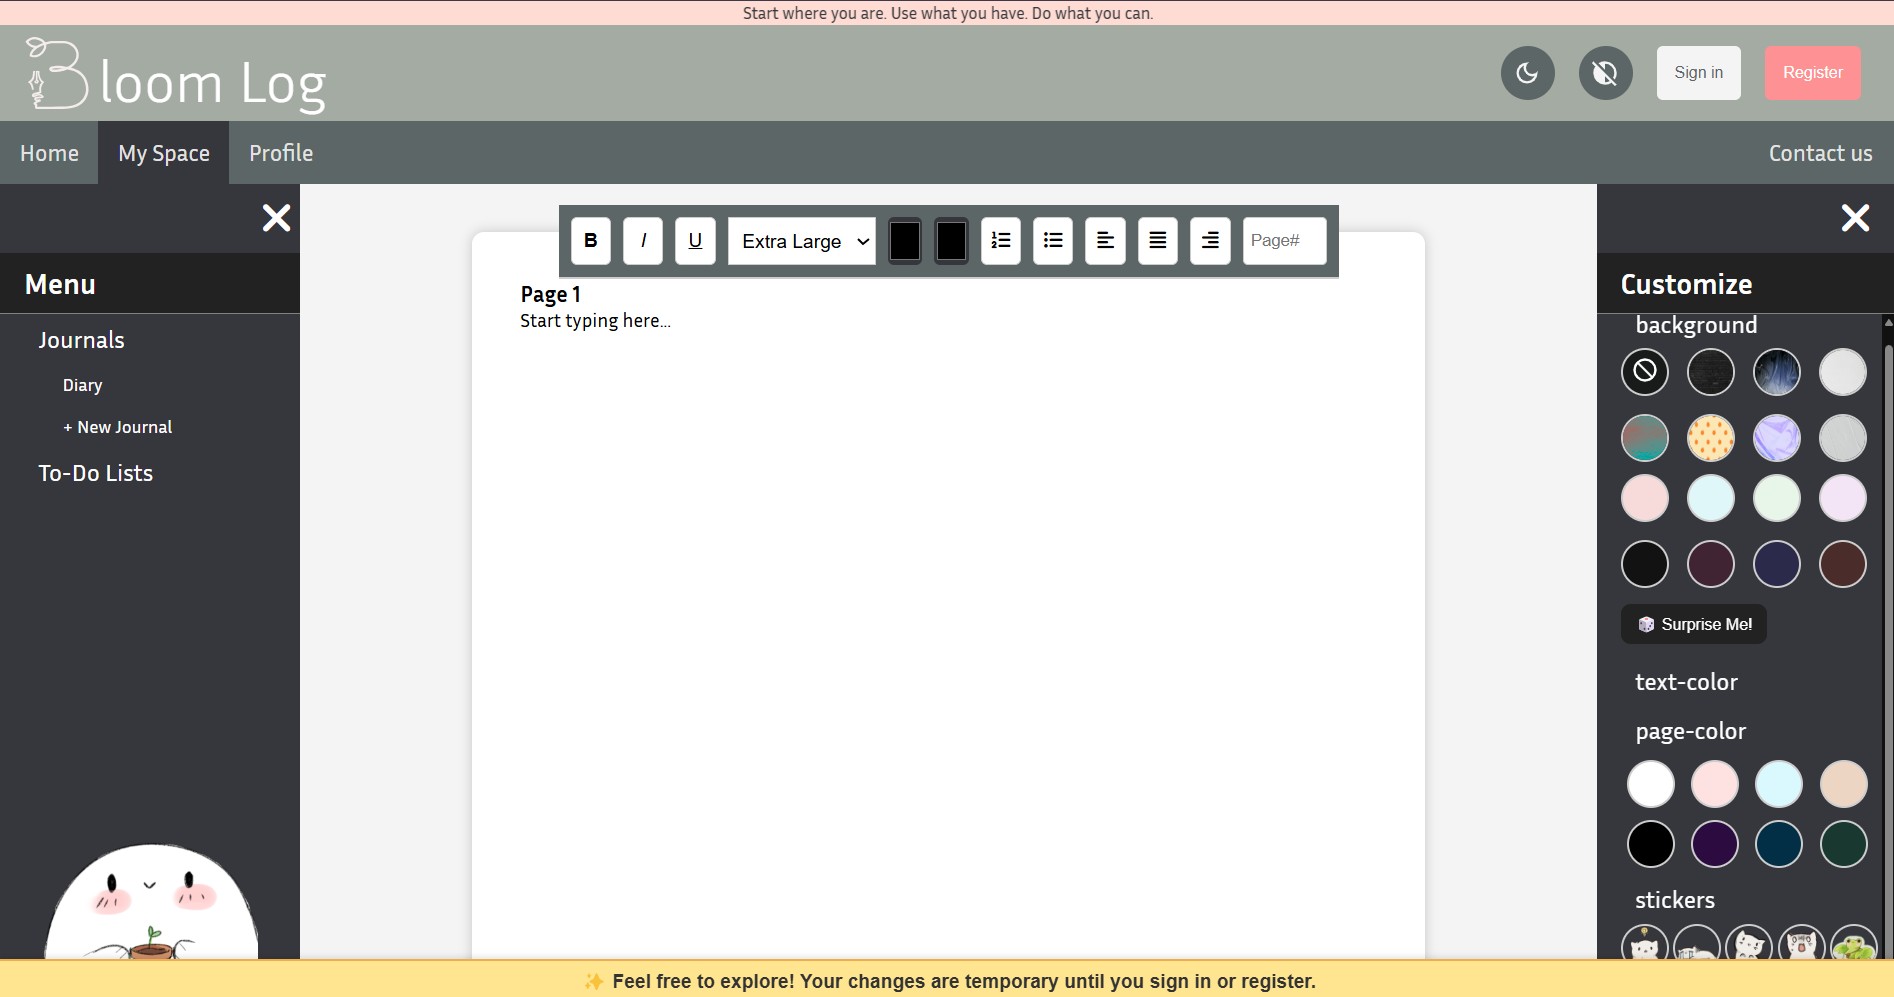 Start where you are. Use what you have. Do what you can.
Bloom Log
Sign in
Register
Home
My Space
Profile
Contact us
Menu
Journals
Diary
+ New Journal
To-Do Lists
B
I
U
Extra Large
Page#
Page 1
Start typing here...
Customize
background
🎲 Surprise Me!
text-color
page-color
stickers
✨ Feel free to explore! Your changes are temporary until you sign in or register.